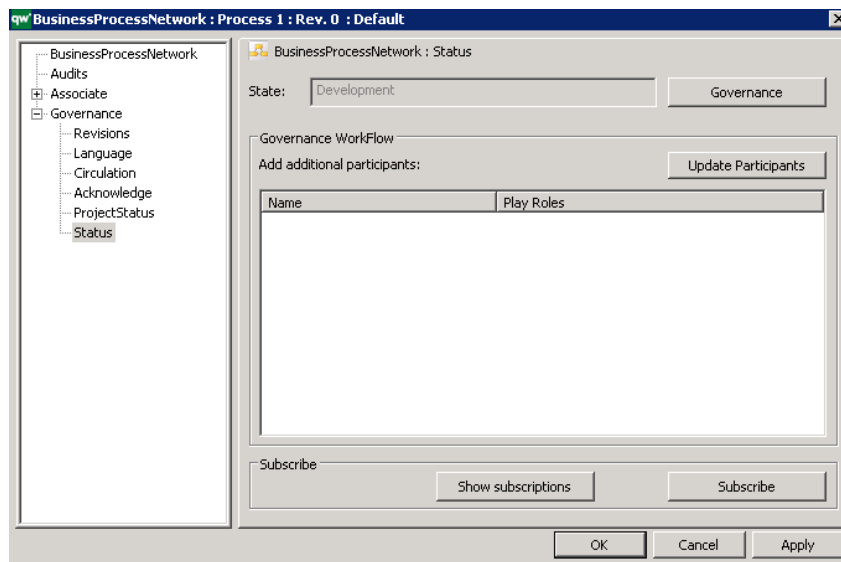 qw BusinessProcessNetwork : Process 1 : Rev. 0 : Default
BusinessProcessNetwork
Audits
Associate
Governance
Revisions
Language
Circulation
Acknowledge
ProjectStatus
Status
BusinessProcessNetwork : Status
State: Development Governance
Governance WorkFlow
Add additional participants: Update Participants
Name Play Roles
Subscribe
Show subscriptions Subscribe
OK Cancel Apply